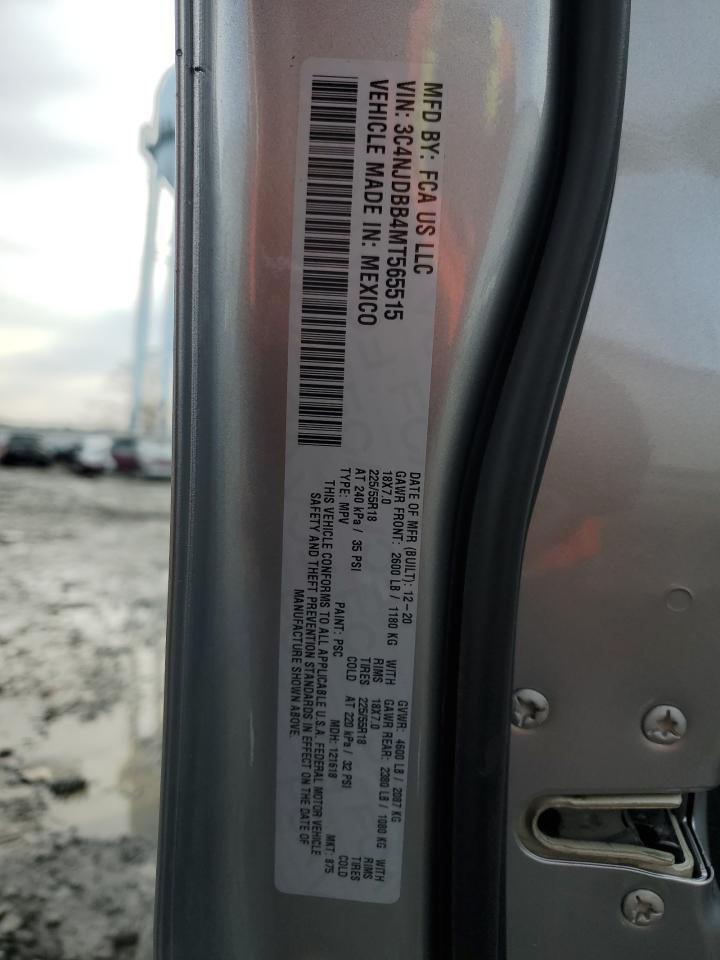 MFD BY: FCA US LLC
VIN: 3C4NJDBB4MT565515
VEHICLE MADE IN: MEXICO
DATE OF MFR (BUILT): 12-20 GVWR: 4600 LB / 2087 KG
GAWR FRONT: 2600 LB / 1180 KG WITH GAWR REAR: 2380 LB / 1080 KG WITH
18X7.0 RIMS 18X7.0 RIMS
225/55R18 TIRES 225/55R18 TIRES
AT 240 kPa / 35 PSI COLD AT 220 kPa / 32 PSI COLD
TYPE: MPV PAINT: PSC MDH: 121618 MKT: 875
THIS VEHICLE CONFORMS TO ALL APPLICABLE U.S.A. FEDERAL MOTOR VEHICLE
SAFETY AND THEFT PREVENTION STANDARDS IN EFFECT ON THE DATE OF
MANUFACTURE SHOWN ABOVE.